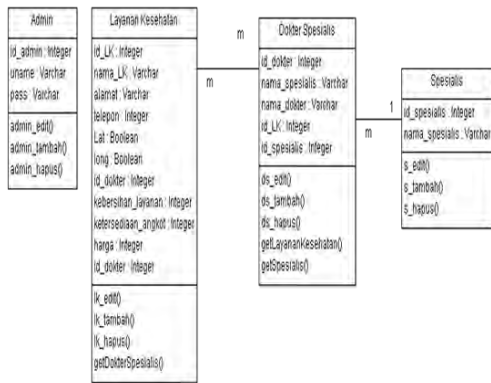 Admin
id_admin : Integer
uname : Varchar
pass : Varchar
admin_edit()
admin_tambah()
admin_hapus()
Layanan Kesehatan
id_LK : Integer
nama_LK : Varchar
alamat : Varchar
telepon : Integer
Lat : Boolean
long : Boolean
id_dokter : Integer
kebersihan_layanan : Integer
ketersediaan_angkot : Integer
harga : Integer
id_dokter : Integer
lk_edit()
lk_tambah()
lk_hapus()
getDokterSpesialis()
m
m
Dokter Spesialis
id_dokter : Integer
nama_spesialis : Varchar
nama_dokter : Varchar
id_LK : Integer
id_spesialis : Integer
ds_edit()
ds_tambah()
ds_hapus()
getLayananKesehatan()
getSpesialis()
1
m
Spesialis
id_spesialis : Integer
nama_spesialis : Varchar
s_edit()
s_tambah()
s_hapus()